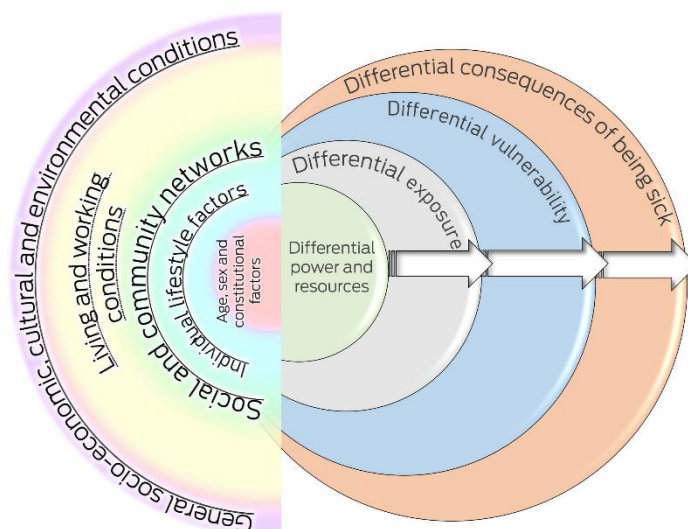 General socio-economic, cultural and environmental conditions
Living and working
conditions
Social and community networks
Individual lifestyle factors
Age, sex and
constitutional
factors
Differential
power and
resources
Differential exposure
Differential vulnerability
Differential consequences of being sick